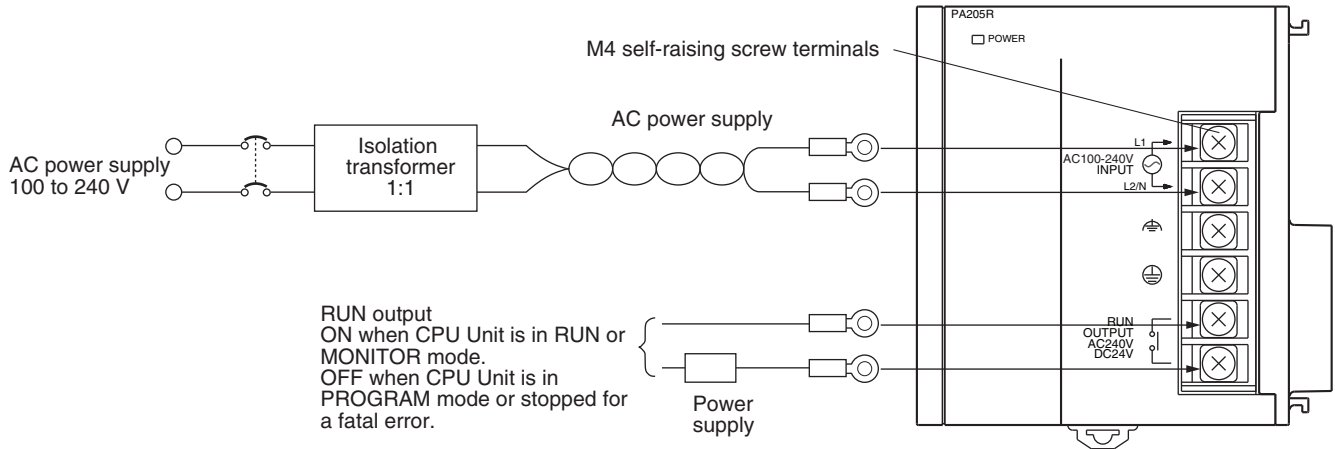 PA205R
POWER
M4 self-raising screw terminals
AC power supply
100 to 240 V
Isolation
transformer
1:1
AC power supply
L1
AC100-240V
INPUT
L2/N
RUN output
ON when CPU Unit is in RUN or
MONITOR mode.
OFF when CPU Unit is in
PROGRAM mode or stopped for
a fatal error.
Power
supply
RUN
OUTPUT
AC240V
DC24V